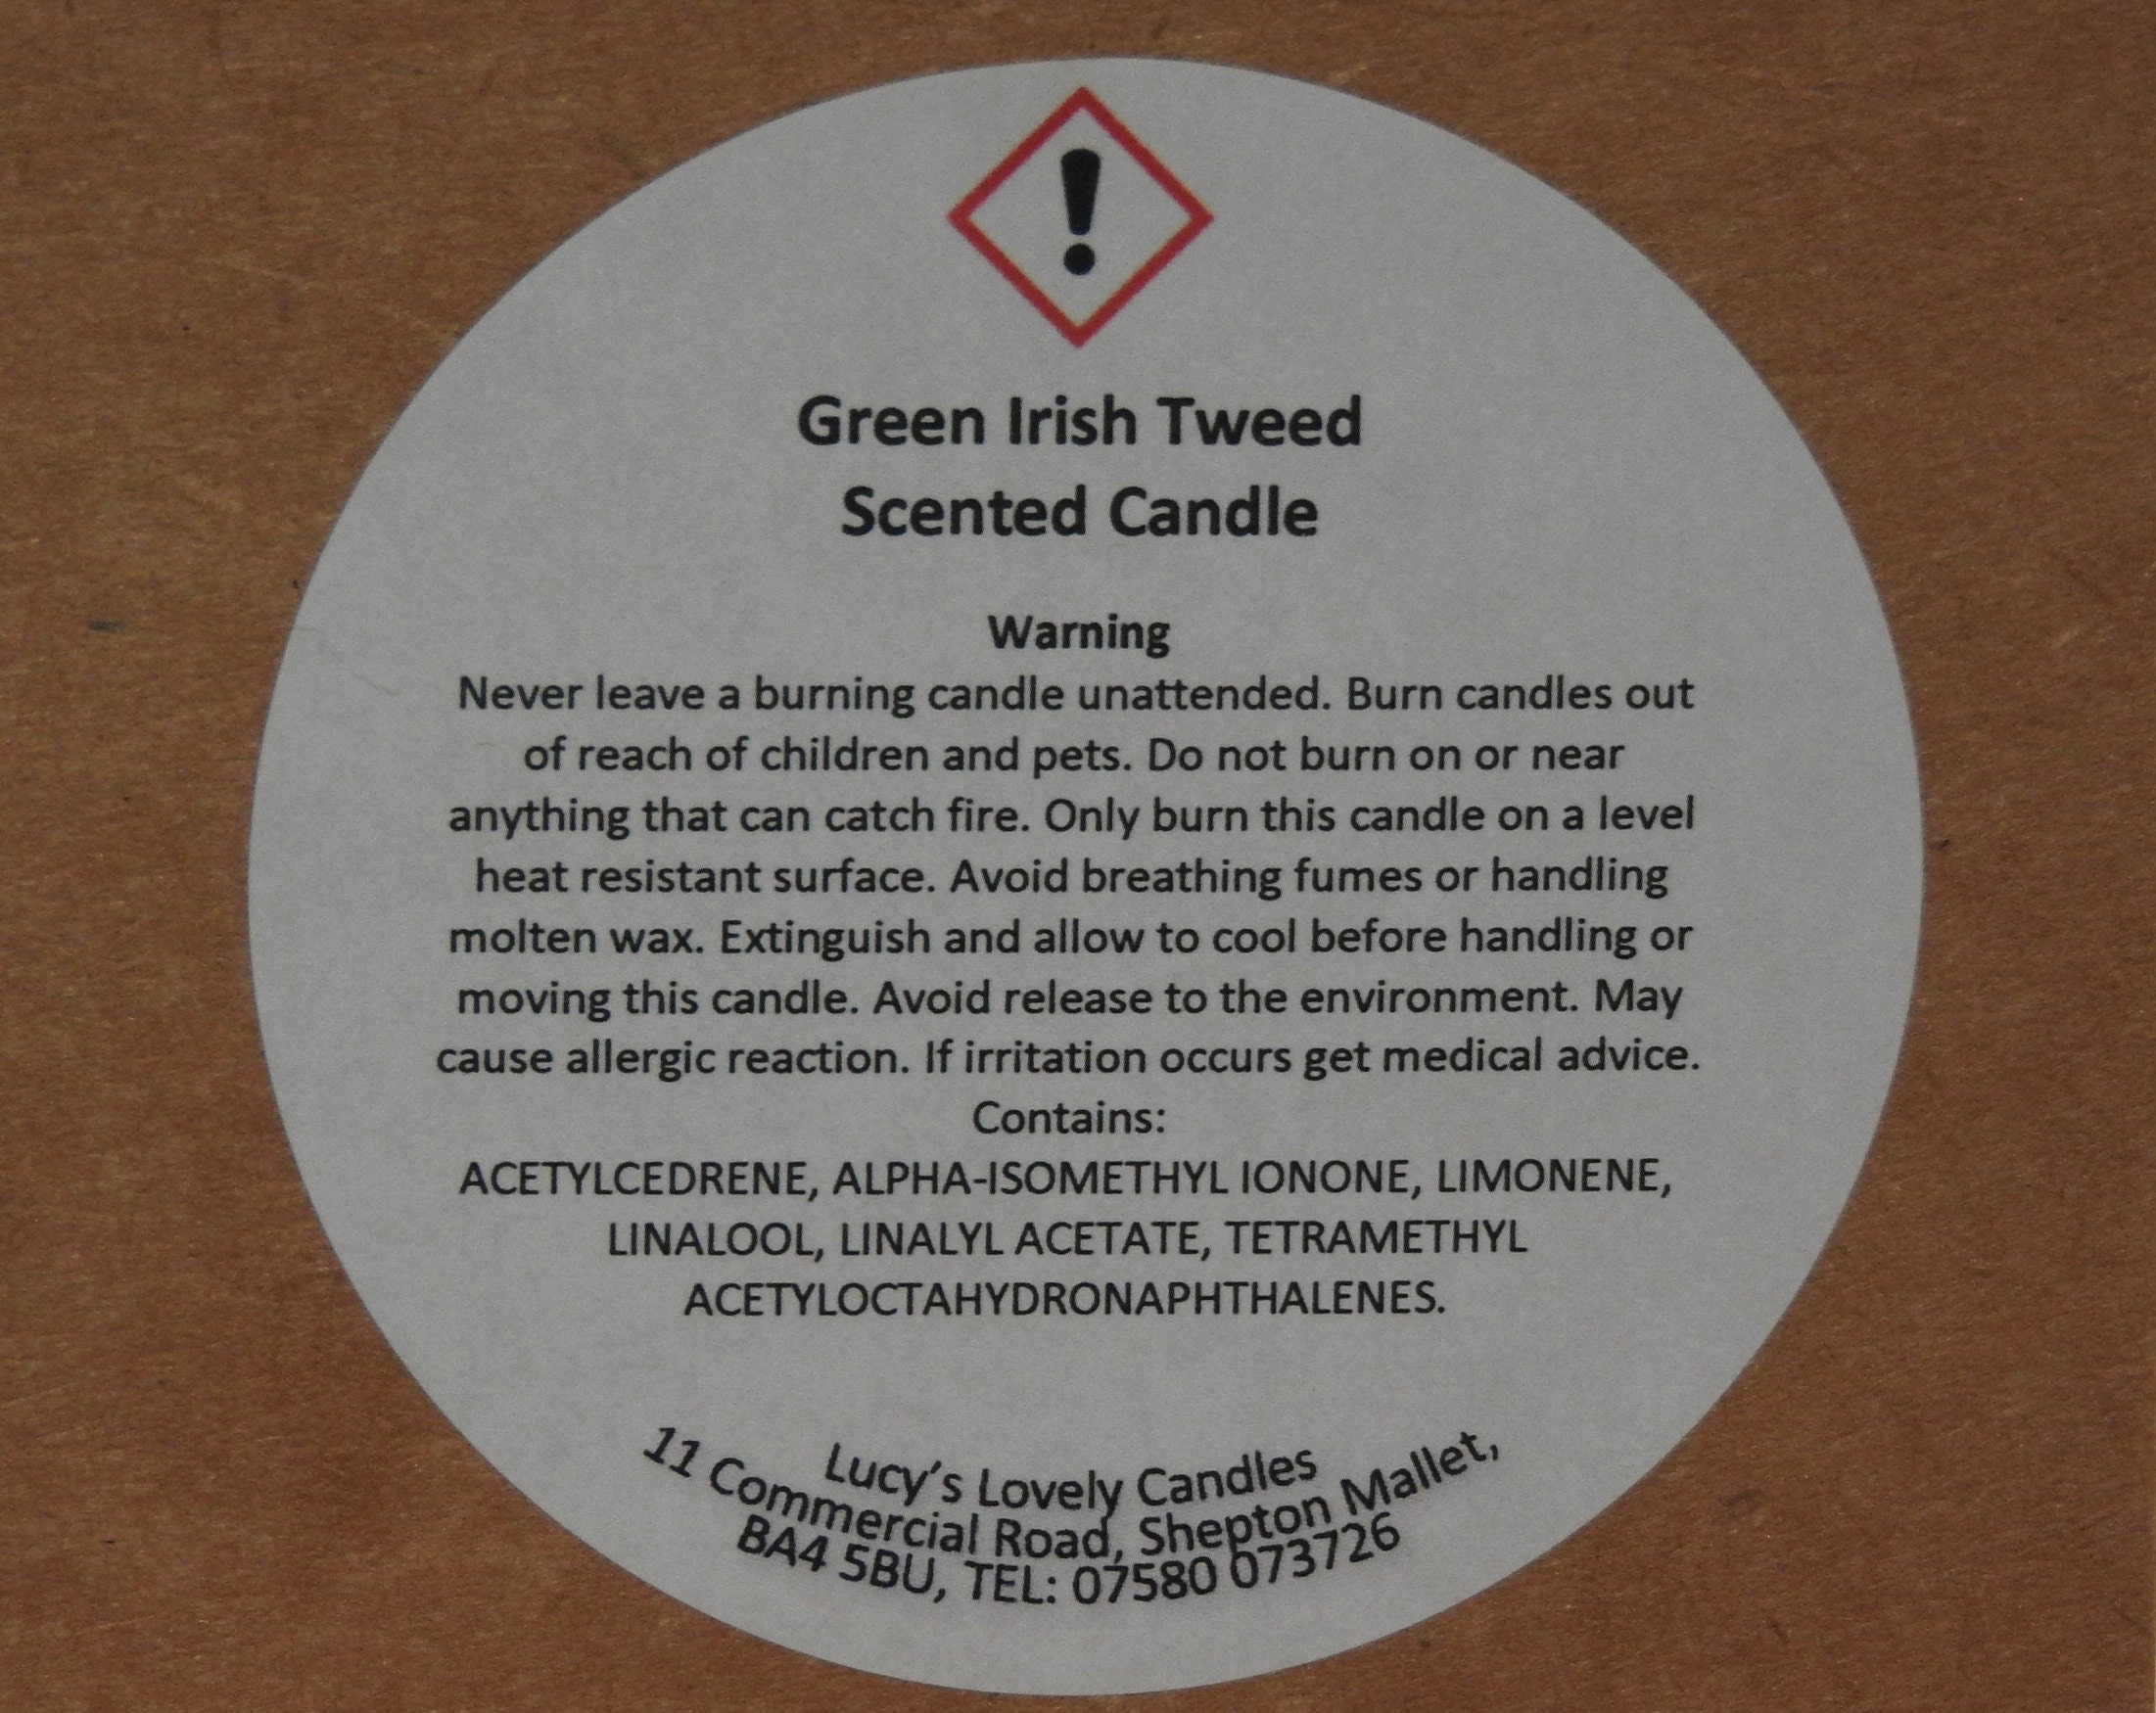 !
Green Irish Tweed
Scented Candle
Warning
Never leave a burning candle unattended. Burn candles out
of reach of children and pets. Do not burn on or near
anything that can catch fire. Only burn this candle on a level
heat resistant surface. Avoid breathing fumes or handling
molten wax. Extinguish and allow to cool before handling or
moving this candle. Avoid release to the environment. May
cause allergic reaction. If irritation occurs get medical advice.
Contains:
ACETYLCEDRENE, ALPHA-ISOMETHYL IONONE, LIMONENE,
LINALOOL, LINALYL ACETATE, TETRAMETHYL
ACETYLOCTAHYDRONAPHTHALENES.
Lucy's Lovely Candles
11 Commercial Road, Shepton Mallet,
BA4 5BU, TEL: 07580 073726